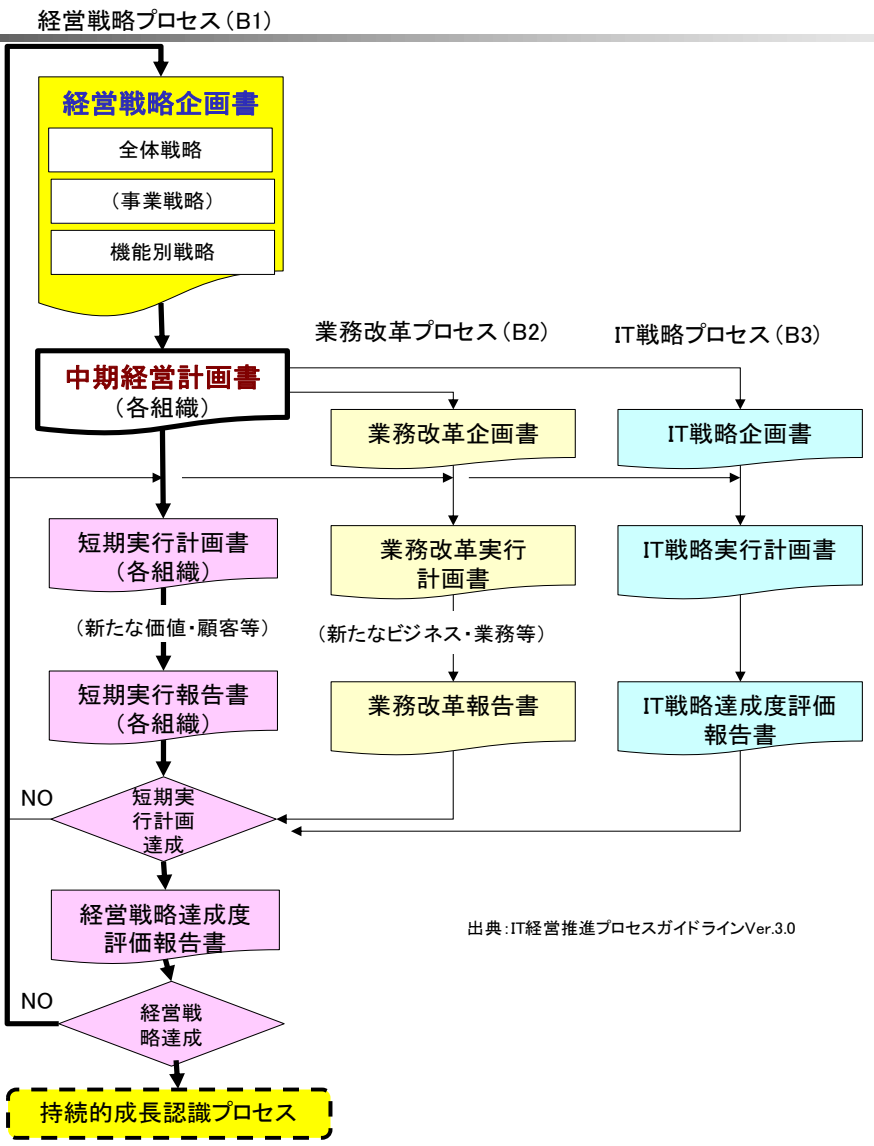 経営戦略プロセス(B1)
経営戦略企画書
全体戦略
(事業戦略)
機能別戦略
業務改革プロセス(B2)
IT戦略プロセス(B3)
中期経営計画書
(各組織)
業務改革企画書
IT戦略企画書
短期実行計画書
(各組織)
業務改革実行
計画書
IT戦略実行計画書
(新たな価値・顧客等)
(新たなビジネス・業務等)
短期実行報告書
(各組織)
業務改革報告書
IT戦略達成度評価
報告書
NO
短期実
行計画
達成
経営戦略達成度
評価報告書
出典:IT経営推進プロセスガイドラインVer.3.0
NO
経営戦
略達成
持続的成長認識プロセス